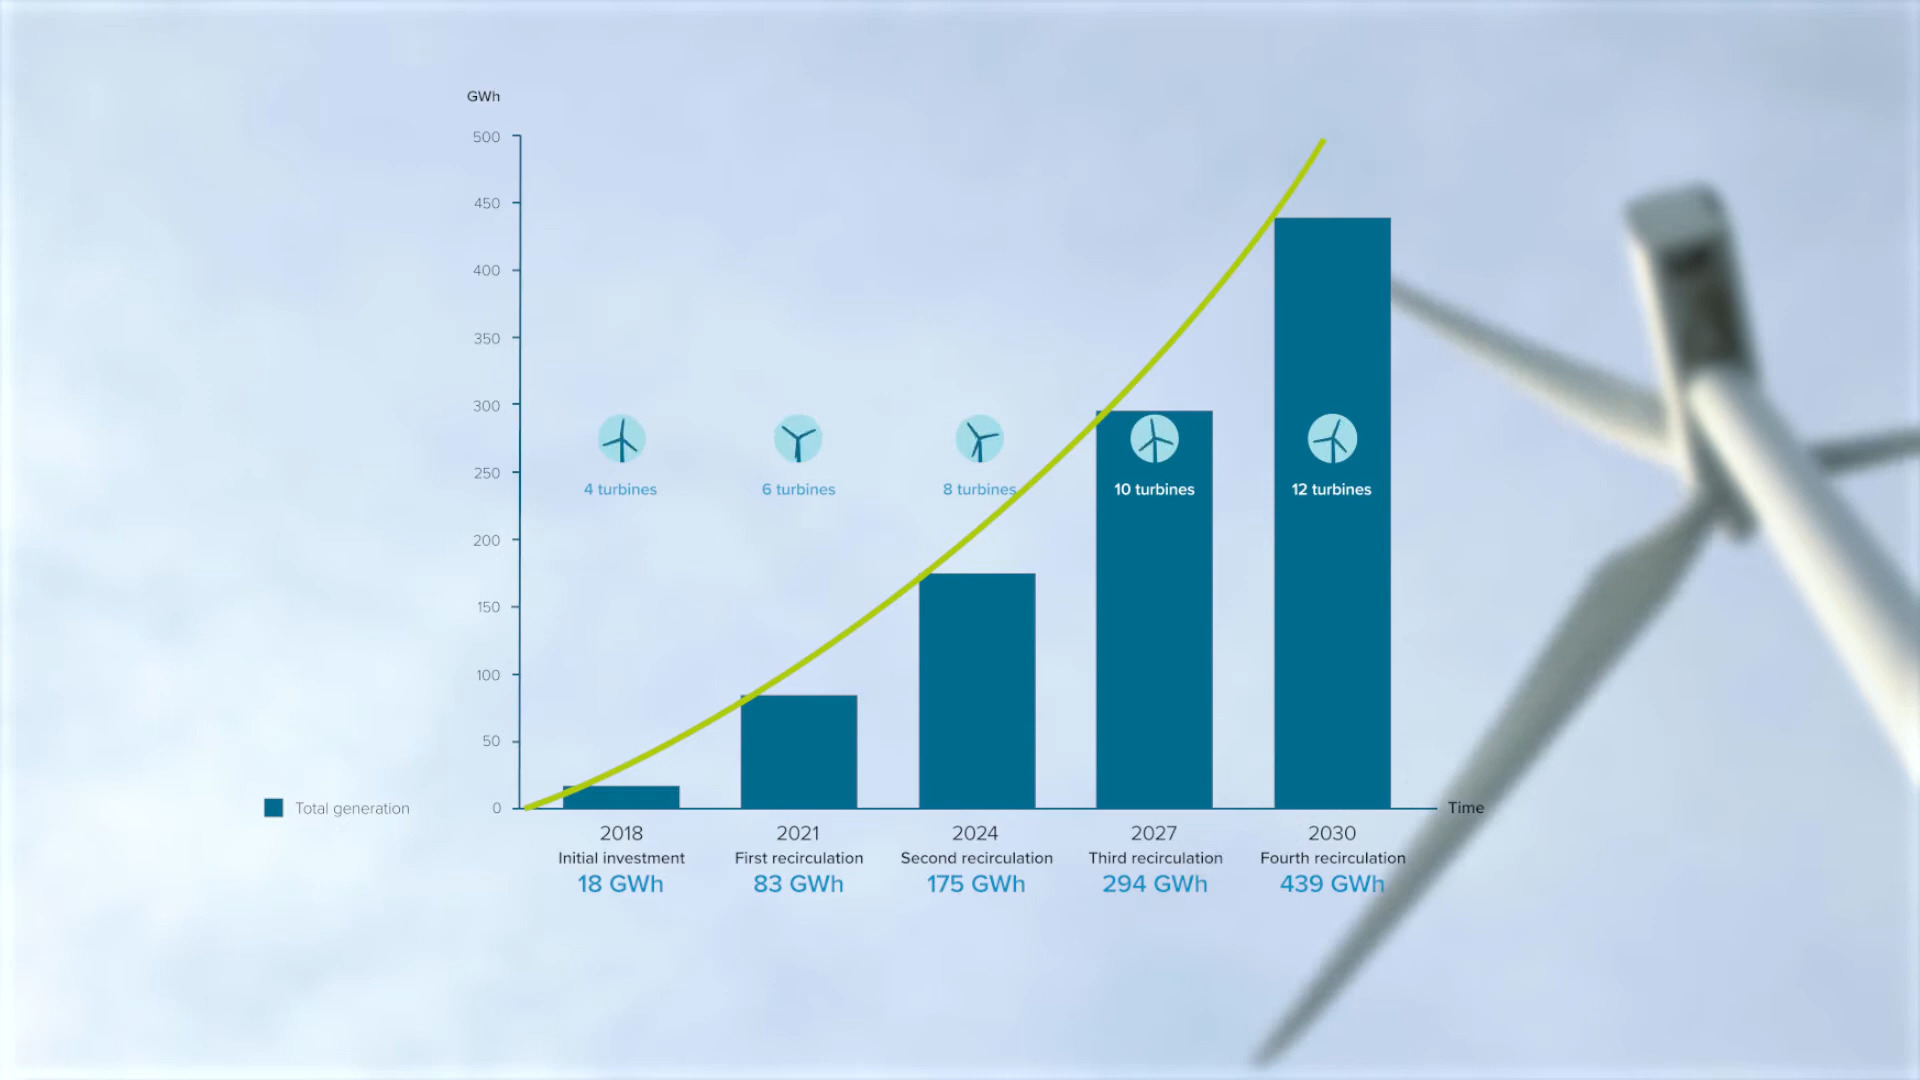 GWh
500
450
400
350
300
250
200
150
100
50
0
4 turbines
6 turbines
8 turbines
10 turbines
12 turbines
Total generation
Time
2018
2021
2024
2027
2030
Initial investment
First recirculation
Second recirculation
Third recirculation
Fourth recirculation
18 GWh
83 GWh
175 GWh
294 GWh
439 GWh